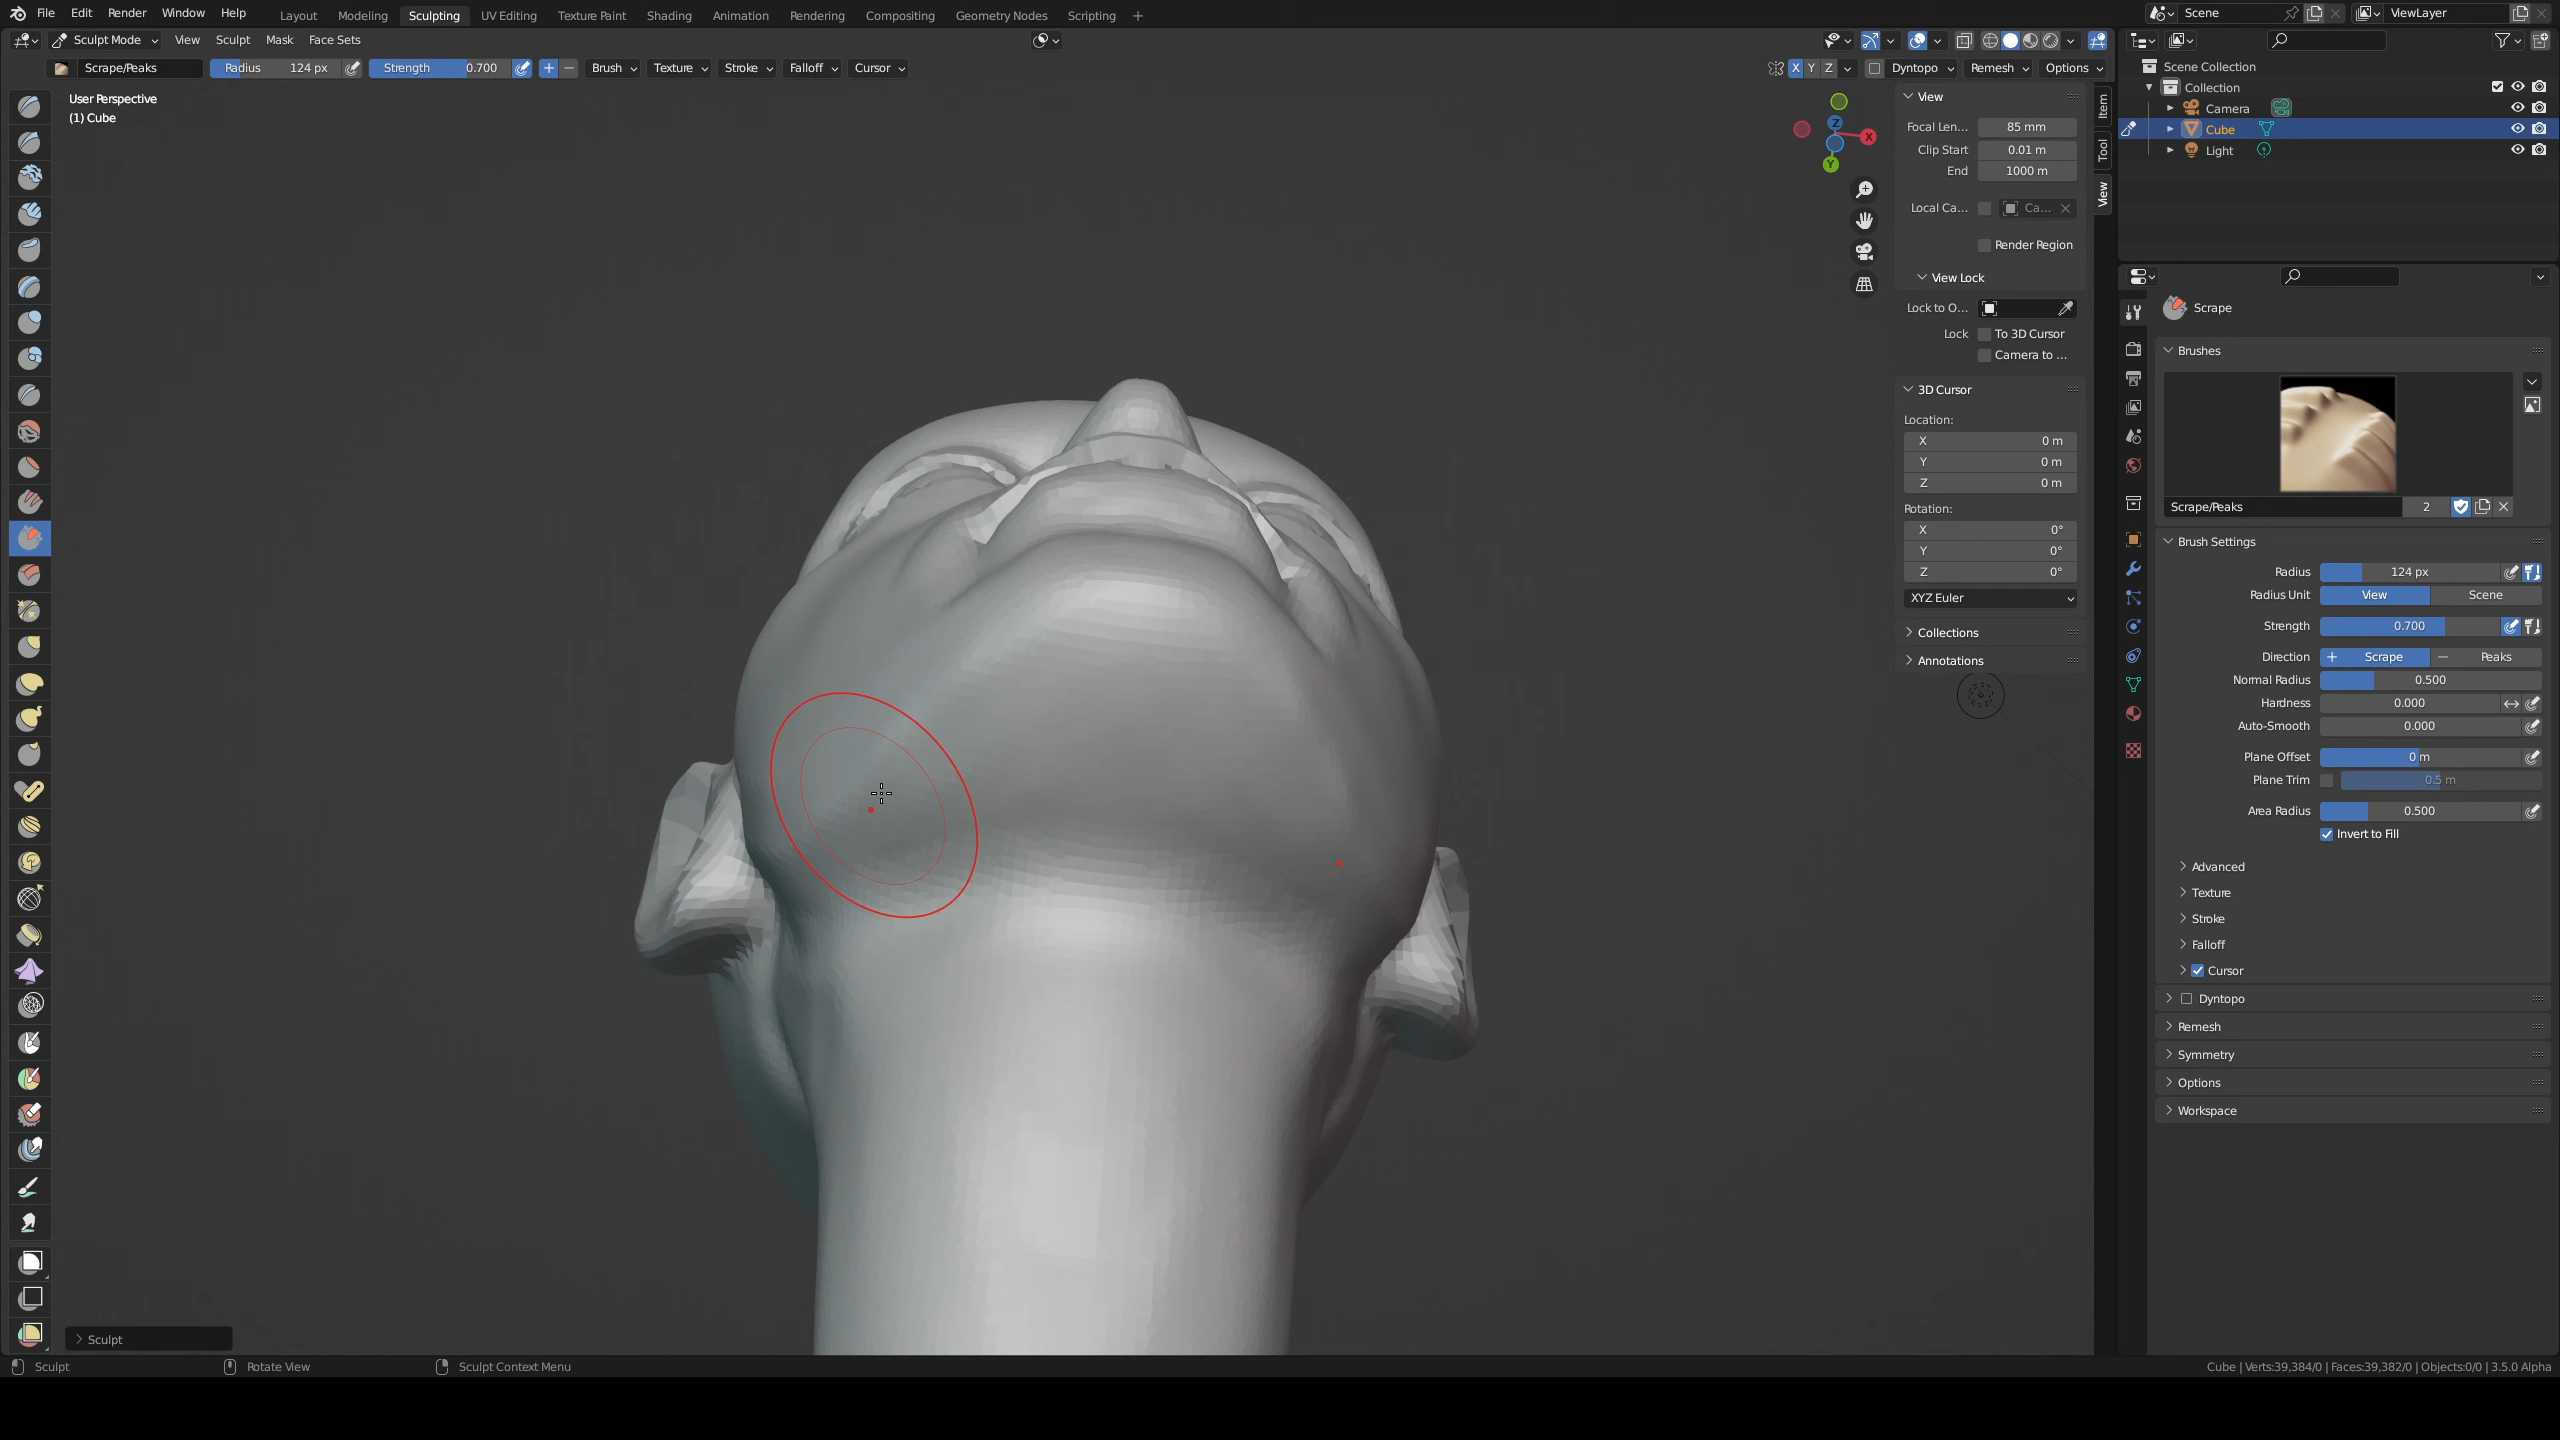 File Edit Render Window Help Layout Modeling Sculpting UV Editing Texture Paint Shading Animation Rendering Compositing Geometry Nodes Scripting + Scene ViewLayer
Sculpt Mode View Sculpt Mask Face Sets
Scrape/Peaks Radius 124 px Strength 0.700 + − Brush Texture Stroke Falloff Cursor X Y Z Dyntopo Remesh Options
User Perspective
(1) Cube
Z
X
Y
View
Focal Len... 85 mm
Clip Start 0.01 m
End 1000 m
Local Ca... Ca...
Render Region
View Lock
Lock to O...
Lock To 3D Cursor
Camera to ...
3D Cursor
Location:
X 0 m
Y 0 m
Z 0 m
Rotation:
X 0°
Y 0°
Z 0°
XYZ Euler
Collections
Annotations
Item
Tool
View
Scene Collection
Collection
Camera
Cube
Light
Scrape
Brushes
Scrape/Peaks 2
Brush Settings
Radius 124 px
Radius Unit View Scene
Strength 0.700
Direction + Scrape − Peaks
Normal Radius 0.500
Hardness 0.000
Auto-Smooth 0.000
Plane Offset 0 m
Plane Trim 0.5 m
Area Radius 0.500
Invert to Fill
Advanced
Texture
Stroke
Falloff
Cursor
Dyntopo
Remesh
Symmetry
Options
Workspace
Sculpt
Sculpt Rotate View Sculpt Context Menu Cube | Verts:39,384/0 | Faces:39,382/0 | Objects:0/0 | 3.5.0 Alpha